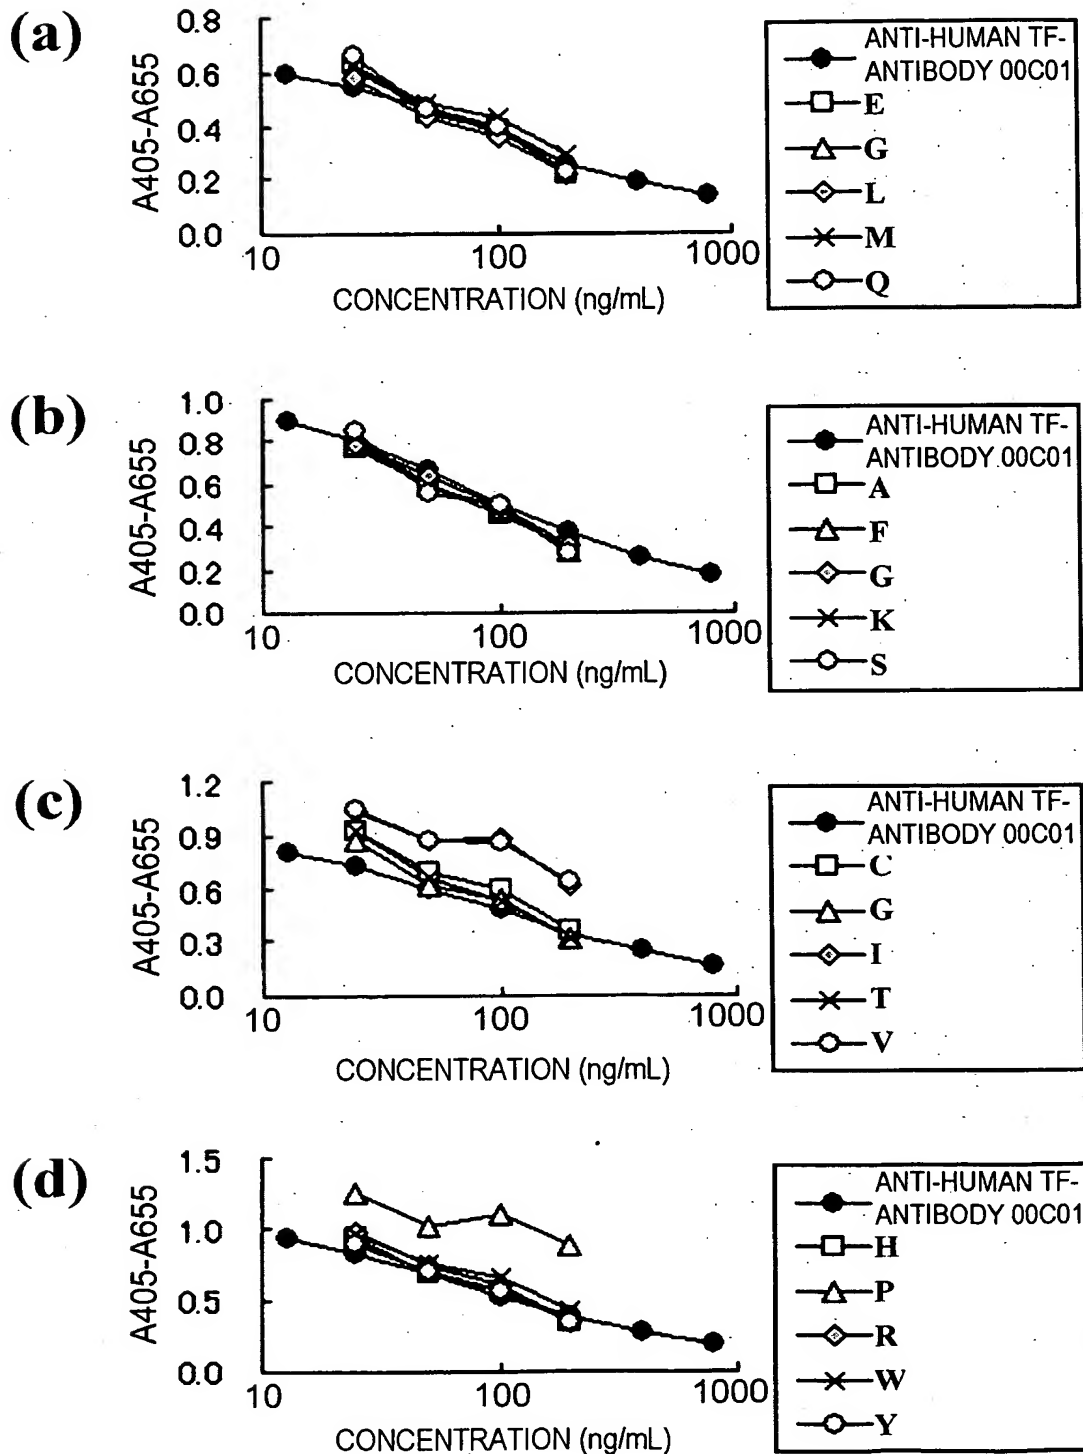 (a)
0.8
0.6
0.4
0.2
0.0
A405-A655
10
100
1000
CONCENTRATION (ng/mL)
ANTI-HUMAN TF-
ANTIBODY 00C01
E
G
L
M
Q
(b)
1.0
0.8
0.6
0.4
0.2
0.0
A405-A655
10
100
1000
CONCENTRATION (ng/mL)
ANTI-HUMAN TF-
ANTIBODY 00C01
A
F
G
K
S
(c)
1.2
0.9
0.6
0.3
0.0
A405-A655
10
100
1000
CONCENTRATION (ng/mL)
ANTI-HUMAN TF-
ANTIBODY 00C01
C
G
I
T
V
(d)
1.5
1.0
0.5
0.0
A405-A655
10
100
1000
CONCENTRATION (ng/mL)
ANTI-HUMAN TF-
ANTIBODY 00C01
H
P
R
W
Y